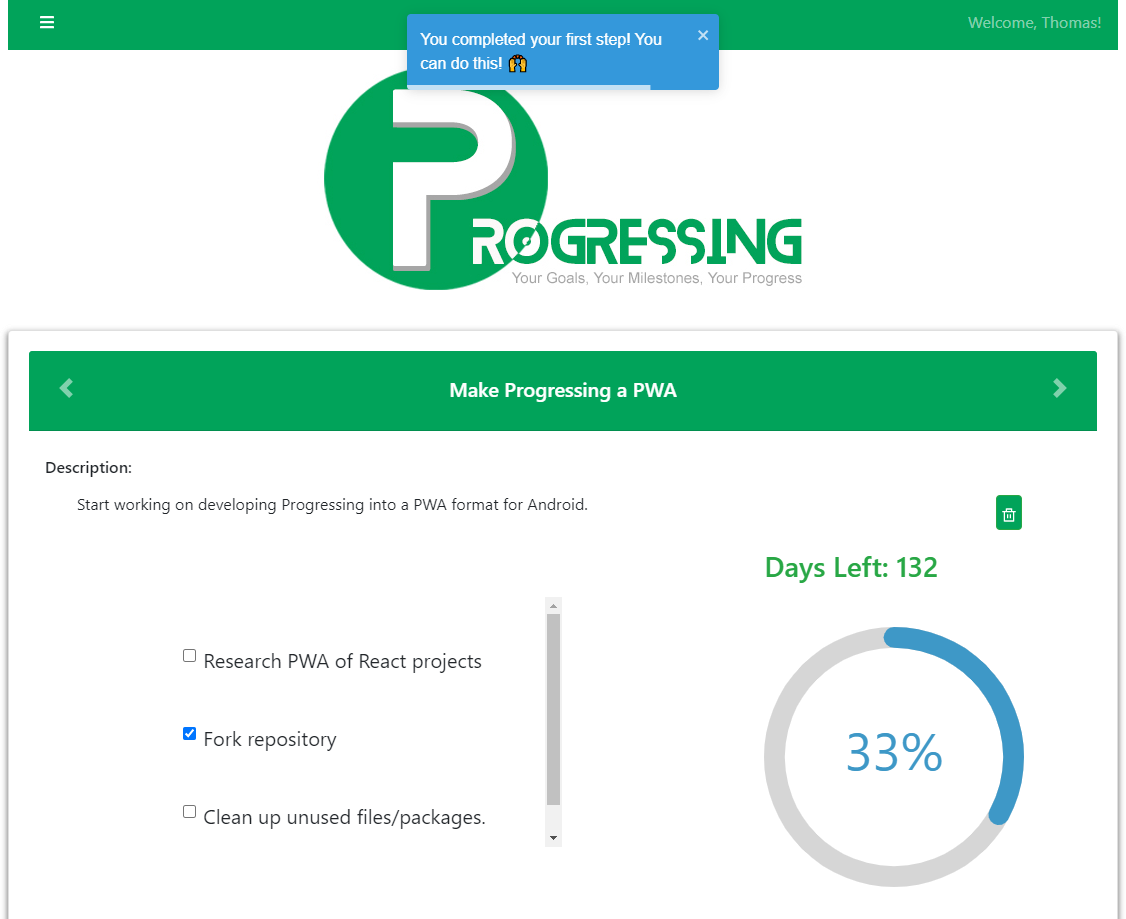 Welcome, Thomas!
You completed your first step! You
can do this! 🙌
PROGRESSING
Your Goals, Your Milestones, Your Progress
Make Progressing a PWA
Description:
Start working on developing Progressing into a PWA format for Android.
Days Left: 132
Research PWA of React projects
Fork repository
Clean up unused files/packages.
33%